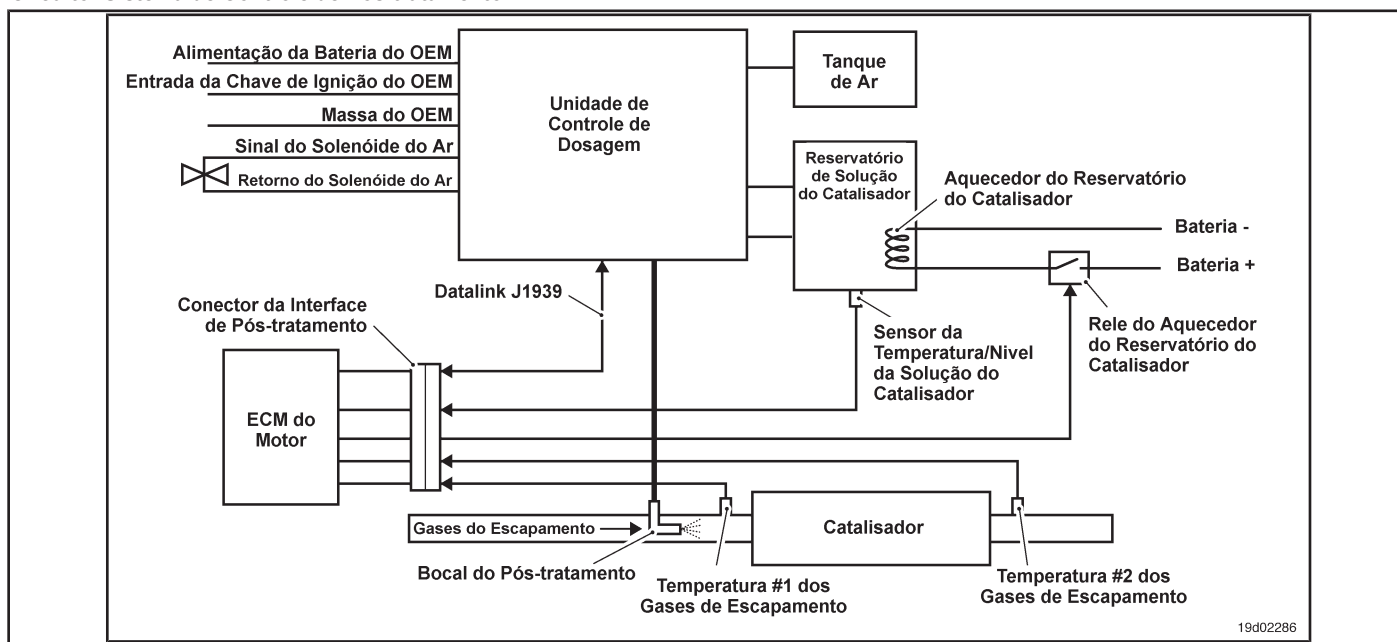 Alimentação da Bateria do OEM
Entrada da Chave de Ignição do OEM
Massa do OEM
Sinal do Solenóide do Ar
Retorno do Solenóide do Ar
Unidade de
Controle de
Dosagem
Tanque
de Ar
Reservatório
de Solução
do Catalisador
Aquecedor do Reservatório
do Catalisador
Bateria -
Bateria +
Datalink J1939
Conector da Interface
de Pós-tratamento
Sensor da
Temperatura/Nivel
da Solução do
Catalisador
Rele do Aquecedor
do Reservatório do
Catalisador
ECM do
Motor
Gases do Escapamento
Catalisador
Bocal do Pós-tratamento
Temperatura #1 dos
Gases de Escapamento
Temperatura #2 dos
Gases de Escapamento
19d02286